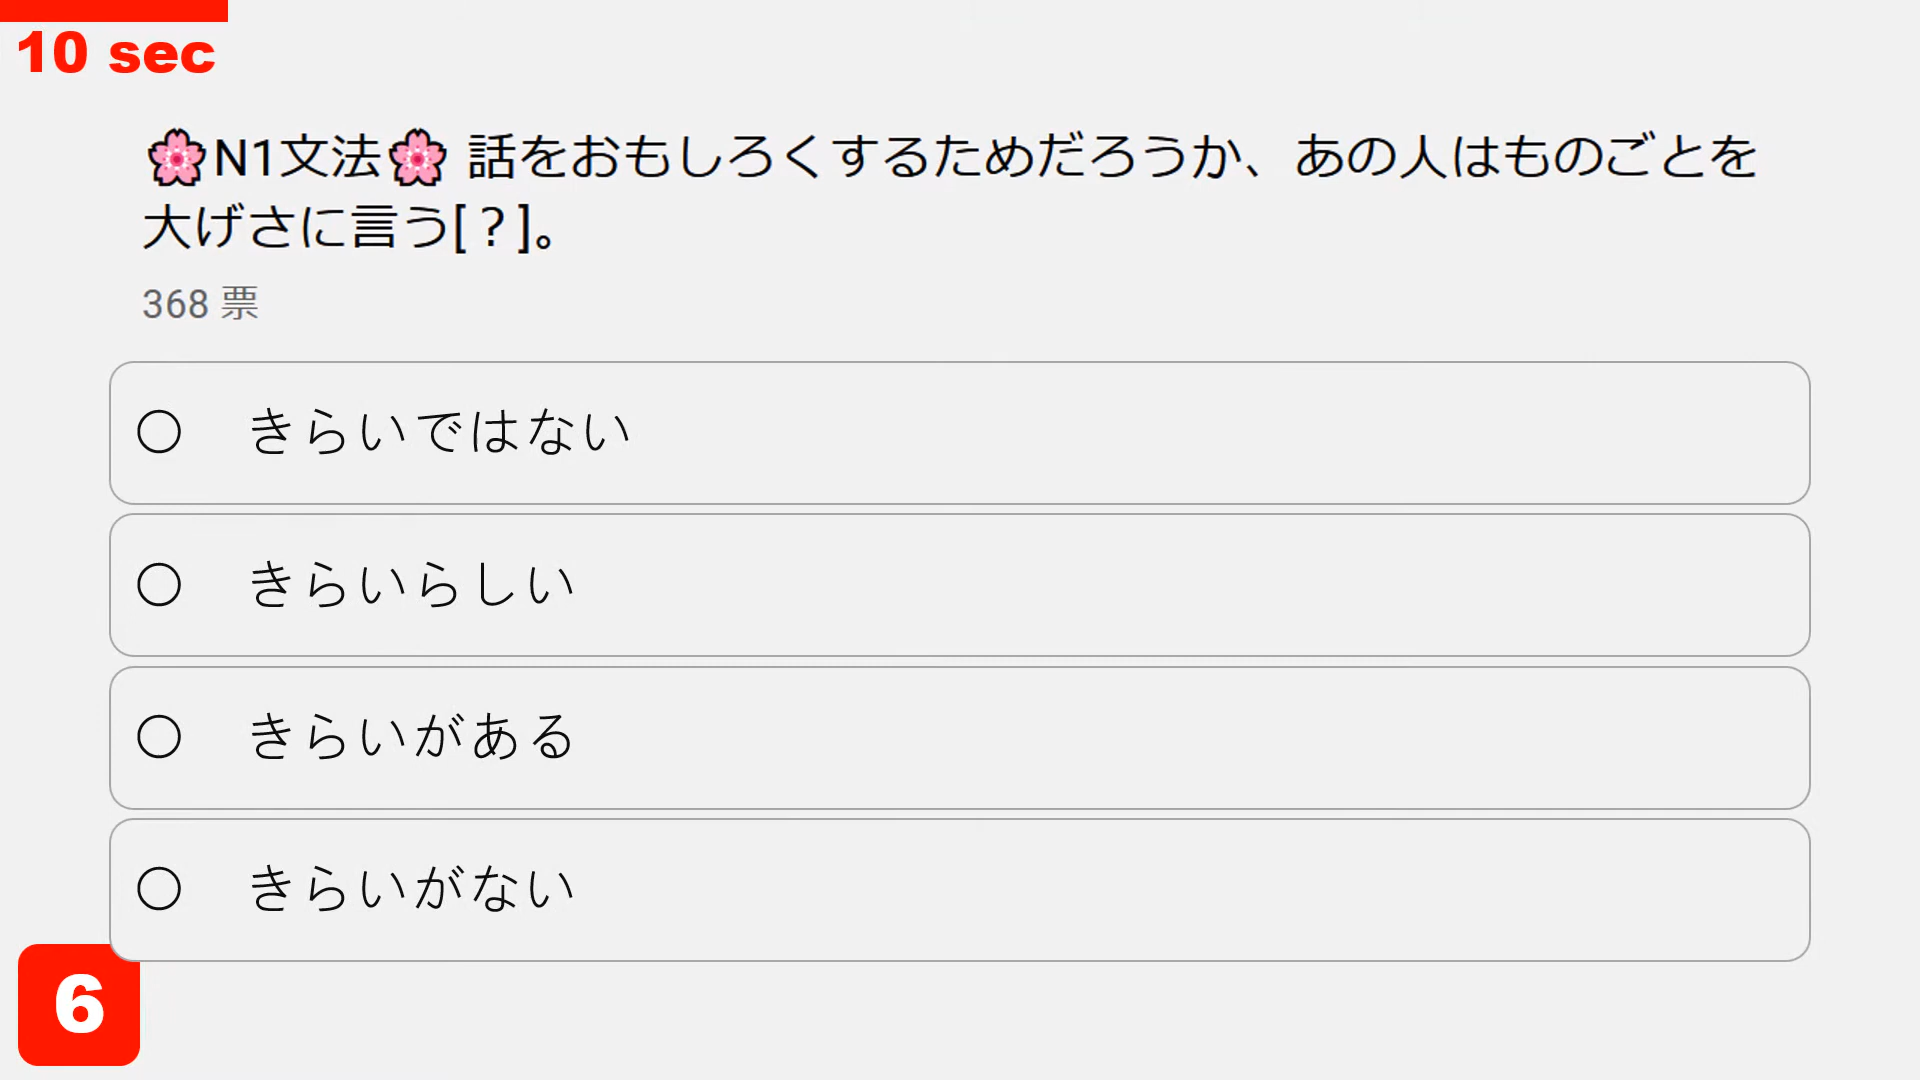 10 sec
🌸N1文法🌸 話をおもしろくするためだろうか、あの人はものごとを
大げさに言う[？]。
368 票
きらいではない
きらいらしい
きらいがある
きらいがない
6